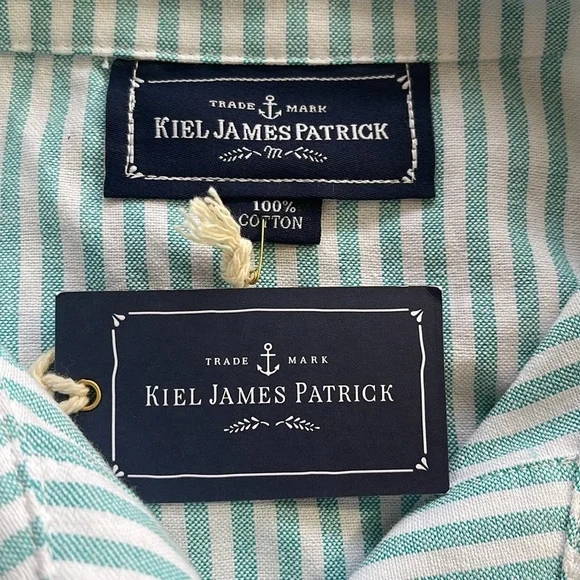 TRADE MARK
KIEL JAMES PATRICK
m
100%
COTTON
TRADE MARK
KIEL JAMES PATRICK